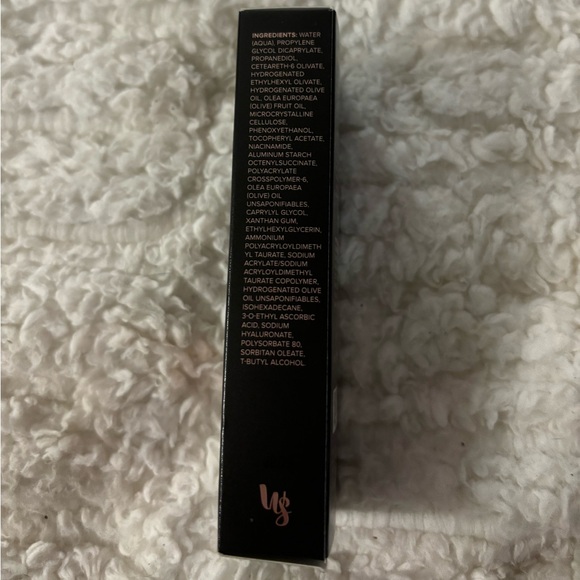 INGREDIENTS: WATER
(AQUA), PROPYLENE
GLYCOL DICAPRYLATE,
PROPANEDIOL,
CETEARETH-6 OLIVATE,
HYDROGENATED
ETHYLHEXYL OLIVATE,
HYDROGENATED OLIVE
OIL, OLEA EUROPAEA
(OLIVE) FRUIT OIL,
MICROCRYSTALLINE
CELLULOSE,
PHENOXYETHANOL,
TOCOPHERYL ACETATE,
NIACINAMIDE,
ALUMINUM STARCH
OCTENYLSUCCINATE,
POLYACRYLATE
CROSSPOLYMER-6,
OLEA EUROPAEA
(OLIVE) OIL
UNSAPONIFIABLES,
CAPRYLYL GLYCOL,
XANTHAN GUM,
ETHYLHEXYLGLYCERIN,
AMMONIUM
POLYACRYLOYLDIMETH
YL TAURATE, SODIUM
ACRYLATE/SODIUM
ACRYLOYLDIMETHYL
TAURATE COPOLYMER,
HYDROGENATED OLIVE
OIL UNSAPONIFIABLES,
ISOHEXADECANE,
3-O-ETHYL ASCORBIC
ACID, SODIUM
HYALURONATE,
POLYSORBATE 80,
SORBITAN OLEATE,
T-BUTYL ALCOHOL.